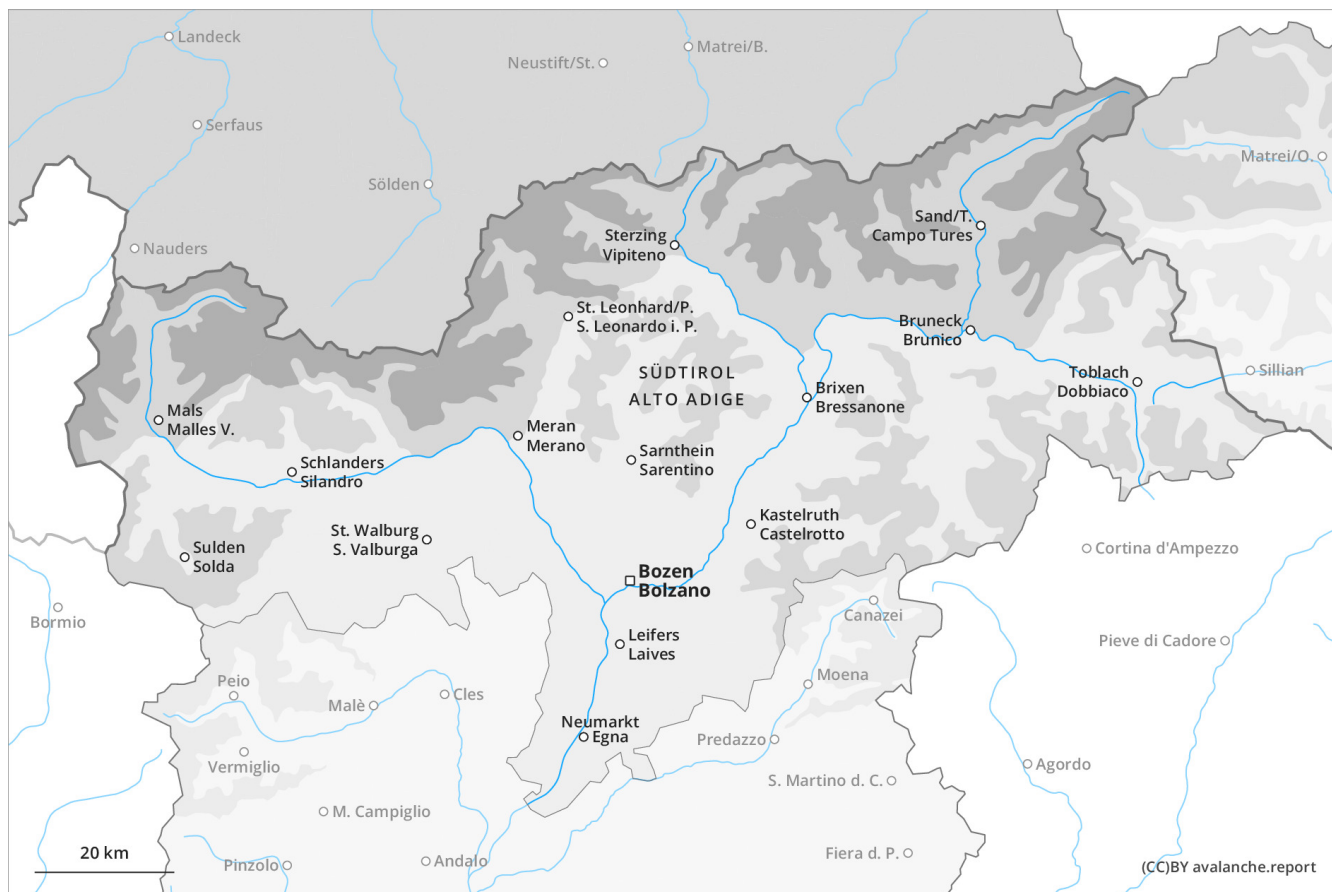 Landeck
Matrei/B.
Neustift/St.
Serfaus
Matrei/O.
Sölden
Sand/T.
Campo Tures
Nauders
Sterzing
Vipiteno
St. Leonhard/P.
S. Leonardo i. P.
Bruneck
Brunico
SÜDTIROL
ALTO ADIGE
Toblach
Dobbiaco
Sillian
Brixen
Bressanone
Mals
Malles V.
Meran
Merano
Schlanders
Silandro
Sarnthein
Sarentino
Kastelruth
Castelrotto
St. Walburg
S. Valburga
Sulden
Solda
Cortina d'Ampezzo
Bozen
Bolzano
Bormio
Canazei
Leifers
Laives
Pieve di Cadore
Peio
Moena
Malè
Cles
Neumarkt
Egna
Predazzo
Vermiglio
Agordo
S. Martino d. C.
M. Campiglio
20 km
Pinzolo
Andalo
Fiera d. P.
(CC)BY avalanche.report